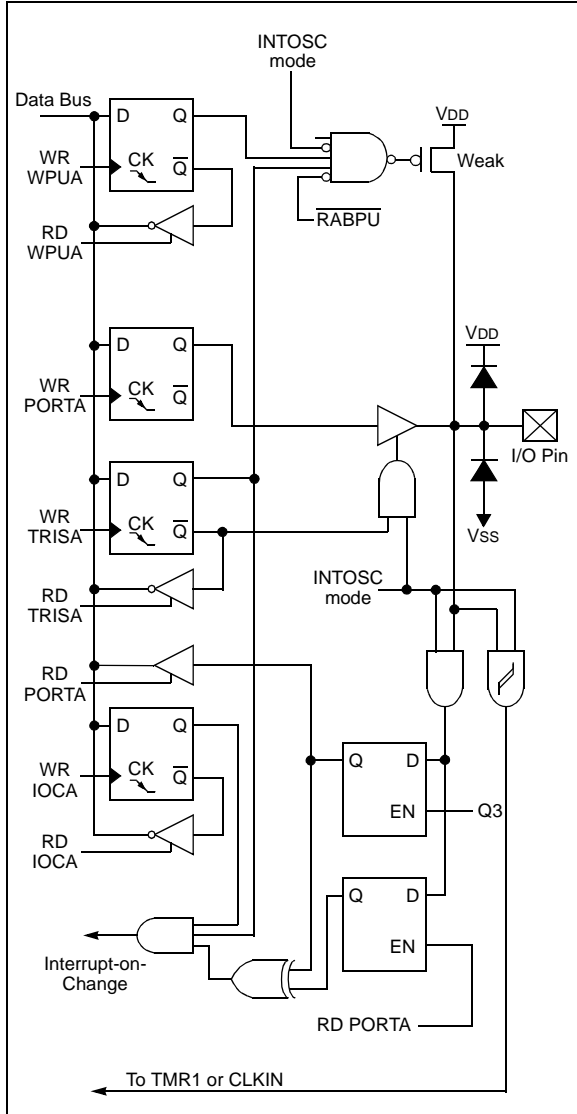 INTOSC
mode
Data Bus
D Q
CK
Q̅
WR
WPUA
RD
WPUA
VDD
Weak
R̅A̅B̅P̅U̅
D Q
CK
Q̅
WR
PORTA
VDD
I/O Pin
VSS
D Q
CK
Q̅
WR
TRISA
RD
TRISA
INTOSC
mode
RD
PORTA
D Q
CK
Q̅
WR
IOCA
RD
IOCA
Q D
EN
Q3
Q D
EN
Interrupt-on-
Change
RD PORTA
To TMR1 or CLKIN